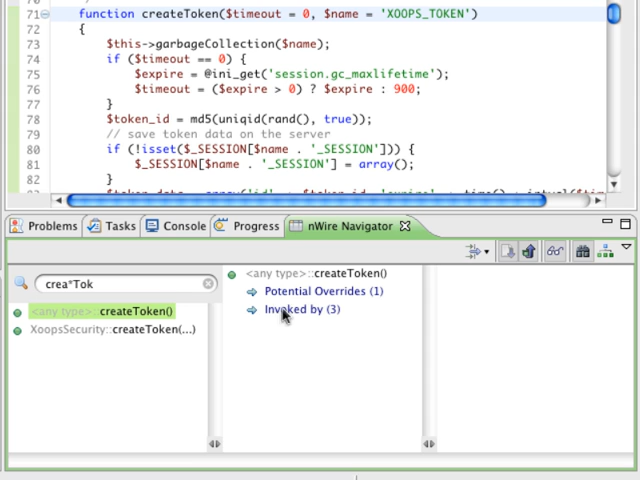 71 function createToken($timeout = 0, $name = 'XOOPS_TOKEN')
72 {
73 $this->garbageCollection($name);
74 if ($timeout == 0) {
75 $expire = @ini_get('session.gc_maxlifetime');
76 $timeout = ($expire > 0) ? $expire : 900;
77 }
78 $token_id = md5(uniqid(rand(), true));
79 // save token data on the server
80 if (!isset($_SESSION[$name . '_SESSION'])) {
81 $_SESSION[$name . '_SESSION'] = array();
82 }
Problems Tasks Console Progress nWire Navigator
crea*Tok
<any type>::createToken()
XoopsSecurity::createToken(...)
<any type>::createToken()
Potential Overrides (1)
Invoked by (3)